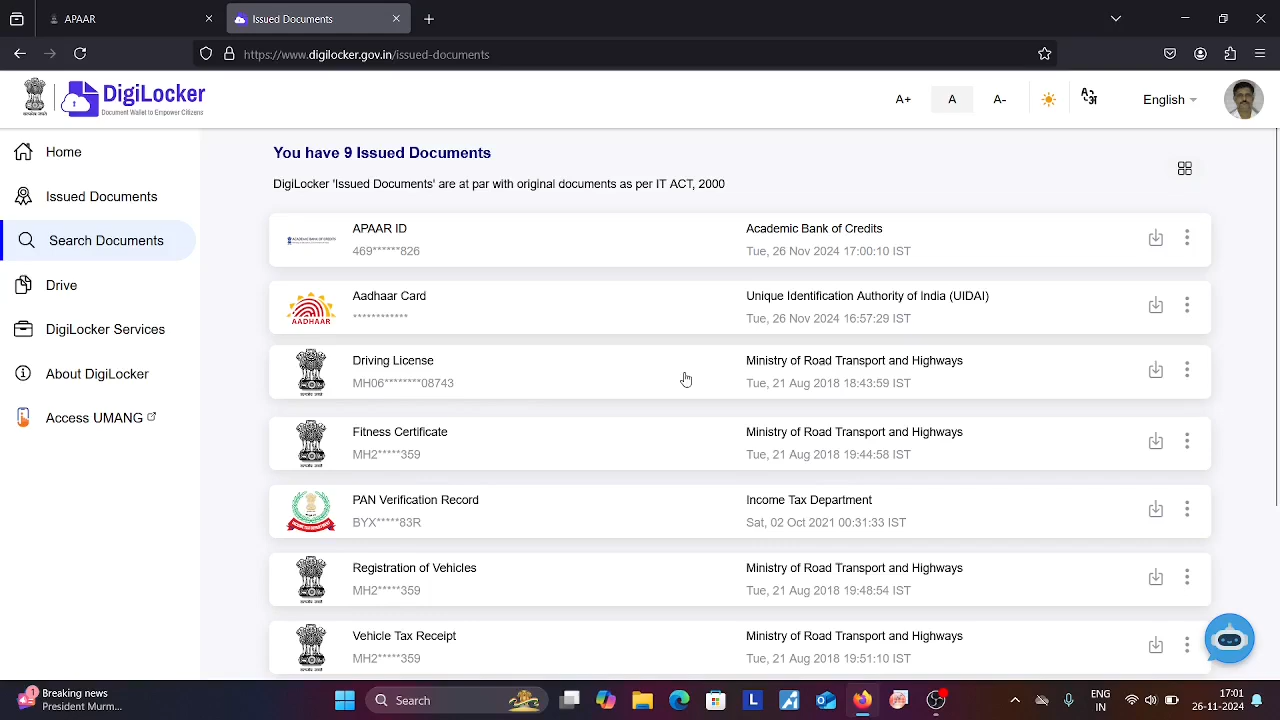 APAAR
Issued Documents
https://www.digilocker.gov.in/issued-documents
DigiLocker
Document Wallet to Empower Citizens
A+
A
A-
English
Home
Issued Documents
Search Documents
Drive
DigiLocker Services
About DigiLocker
Access UMANG
You have 9 Issued Documents
DigiLocker 'Issued Documents' are at par with original documents as per IT ACT, 2000
ACADEMIC BANK OF CREDITS
APAAR ID
469******826
Academic Bank of Credits
Tue, 26 Nov 2024 17:00:10 IST
AADHAAR
Aadhaar Card
************
Unique Identification Authority of India (UIDAI)
Tue, 26 Nov 2024 16:57:29 IST
Driving License
MH06********08743
Ministry of Road Transport and Highways
Tue, 21 Aug 2018 18:43:59 IST
Fitness Certificate
MH2*****359
Ministry of Road Transport and Highways
Tue, 21 Aug 2018 19:44:58 IST
PAN Verification Record
BYX*****83R
Income Tax Department
Sat, 02 Oct 2021 00:31:33 IST
Registration of Vehicles
MH2*****359
Ministry of Road Transport and Highways
Tue, 21 Aug 2018 19:48:54 IST
Vehicle Tax Receipt
MH2*****359
Ministry of Road Transport and Highways
Tue, 21 Aug 2018 19:51:10 IST
1
Breaking news
President Murm...
Search
ENG
IN
17:01
26-11-2024